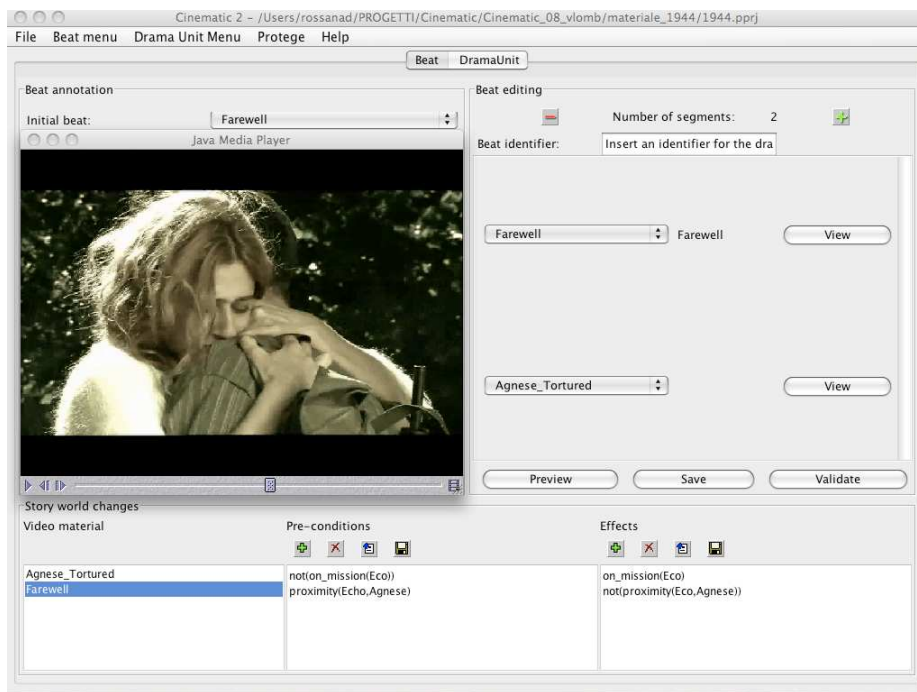 Cinematic 2 - /Users/rossanad/PROGETTI/Cinematic/Cinematic_08_vlomb/materiale_1944/1944.pprj
File Beat menu Drama Unit Menu Protege Help
Beat DramaUnit
Beat annotation
Initial beat: Farewell
Java Media Player
Beat editing
Number of segments: 2
Beat identifier: Insert an identifier for the dra
Farewell Farewell View
Agnese_Tortured View
Preview Save Validate
Story world changes
Video material Pre-conditions Effects
Agnese_Tortured not(on_mission(Eco)) on_mission(Eco)
Farewell proximity(Echo,Agnese) not(proximity(Eco,Agnese))